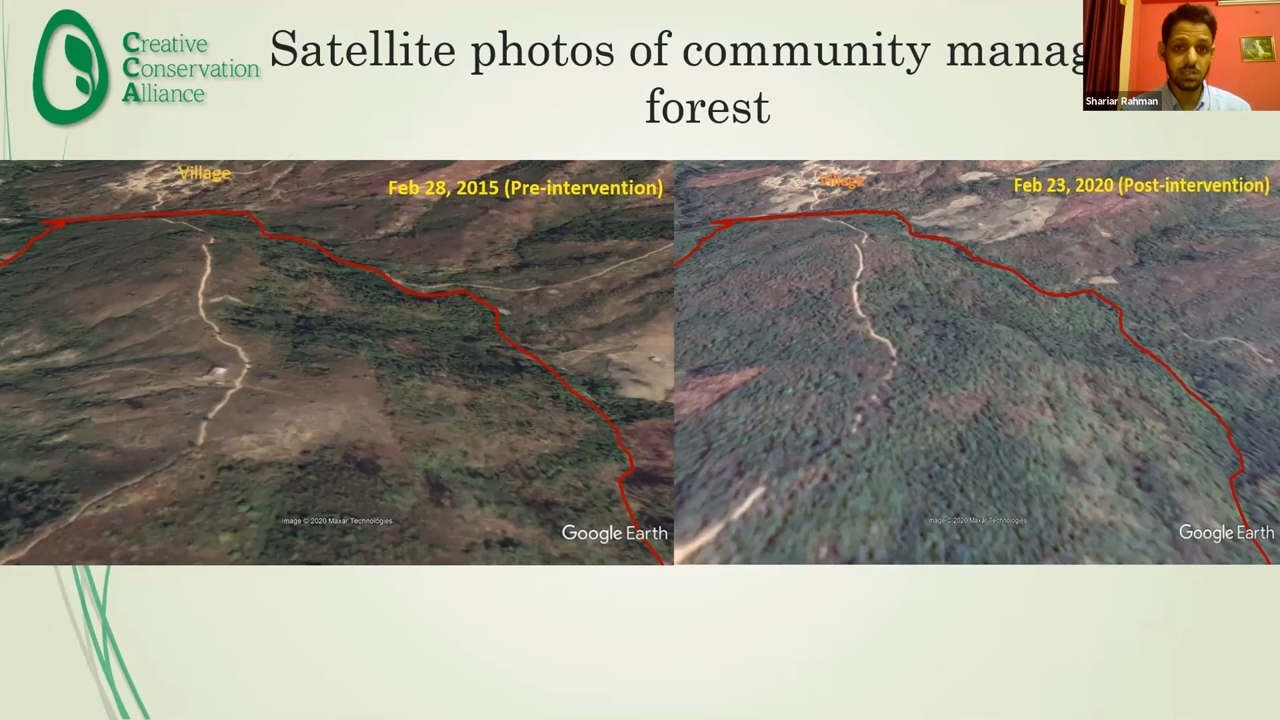 Creative
Conservation
Alliance
Satellite photos of community manag
forest
Shariar Rahman
Village
Feb 28, 2015 (Pre-intervention)
Village
Feb 23, 2020 (Post-intervention)
Image © 2020 Maxar Technologies
Google Earth
Image © 2020 Maxar Technologies
Google Earth